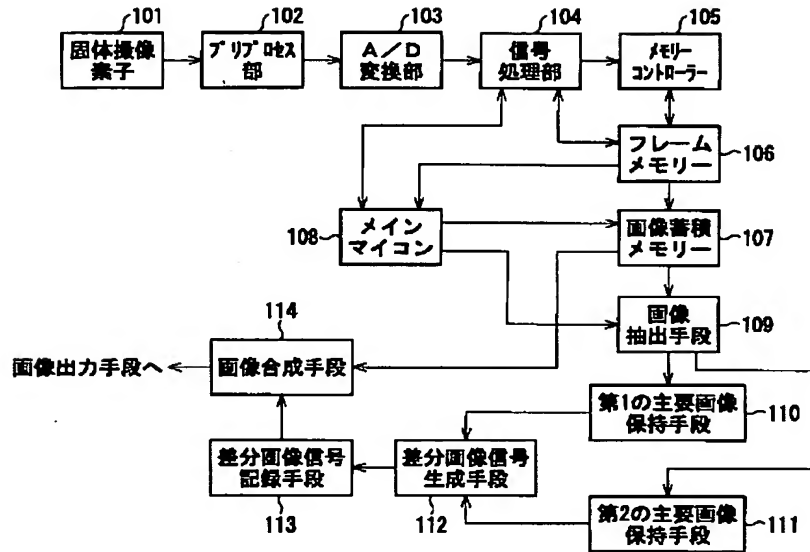 101
102
103
104
105
固体撮像
素子
プリプロセス
部
A/D
変換部
信号
処理部
メモリー
コントローラー
フレーム
メモリー
106
108
メイン
マイコン
画像蓄積
メモリー
107
114
画像
抽出手段
109
画像出力手段へ
画像合成手段
第1の主要画像
保持手段
110
差分画像信号
記録手段
差分画像信号
生成手段
113
112
第2の主要画像
保持手段
111